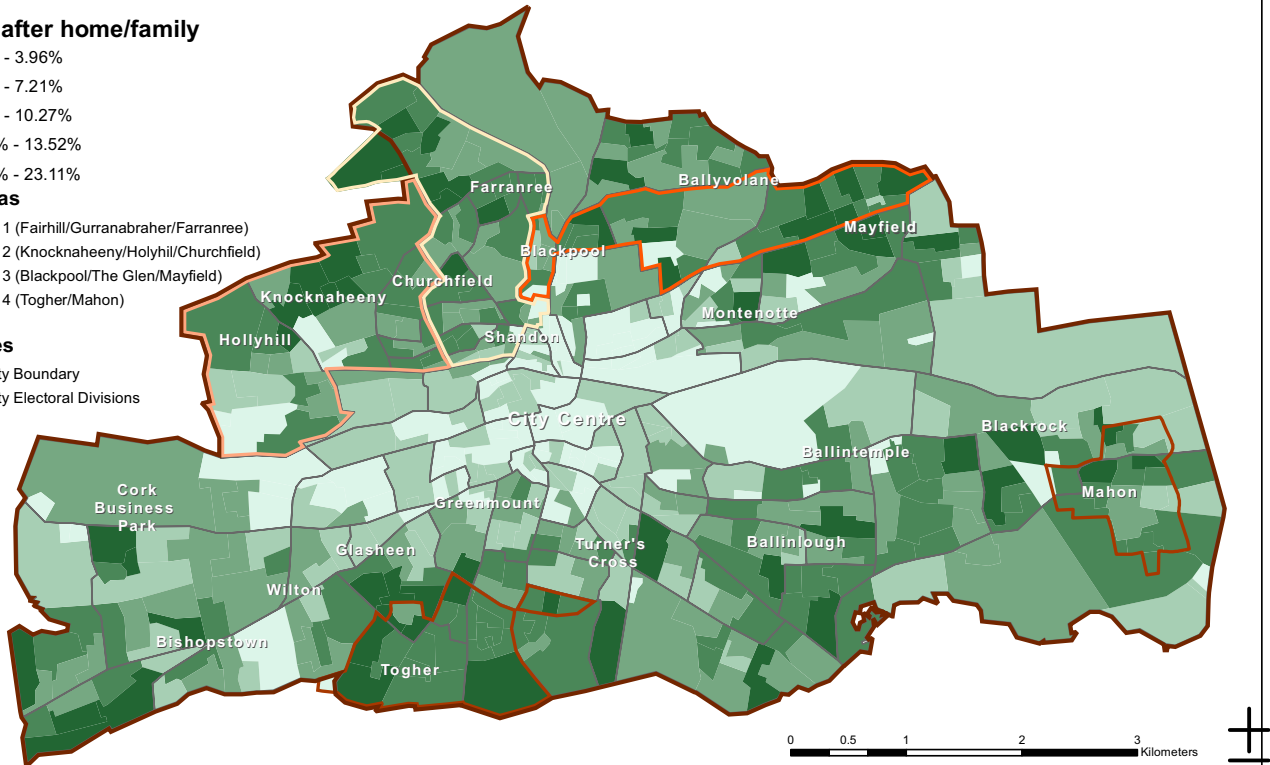 after home/family
- 3.96%
- 7.21%
- 10.27%
% - 13.52%
% - 23.11%
as
1 (Fairhill/Gurranabraher/Farranree)
2 (Knocknaheeny/Holyhil/Churchfield)
3 (Blackpool/The Glen/Mayfield)
4 (Togher/Mahon)
es
ty Boundary
ty Electoral Divisions
Farranree
Ballyvolane
Mayfield
Blackpool
Churchfield
Knocknaheeny
Montenotte
Hollyhill
Shandon
City Centre
Blackrock
Ballintemple
Cork
Business
Park
Mahon
Greenmount
Glasheen
Turner's
Cross
Ballinlough
Wilton
Bishopstown
Togher
0 0.5 1 2 3
Kilometers